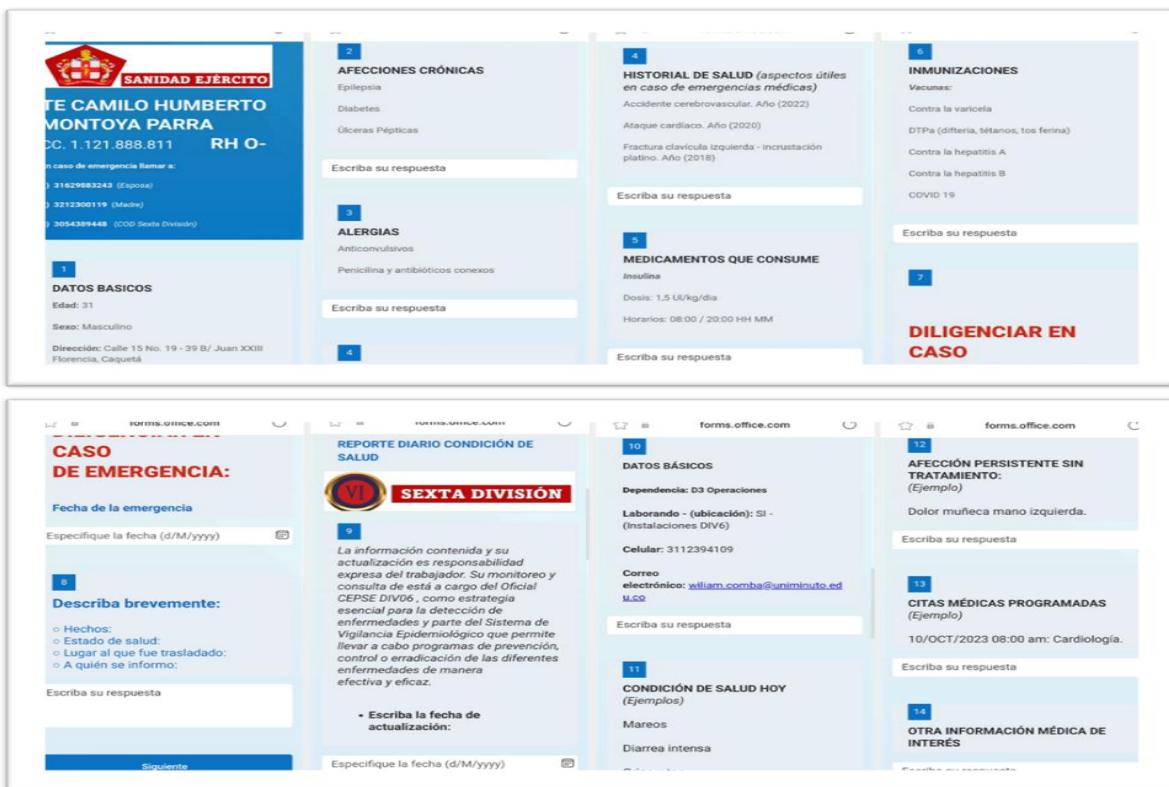 SANIDAD EJÉRCITO
TE CAMILO HUMBERTO
MONTOYA PARRA
CC. 1.121.888.811 RH O-
n caso de emergencia llamar a:
) 31629883243 (Esposa)
) 3212300119 (Madre)
) 3054389448 (COD Sexta División)
1
DATOS BASICOS
Edad: 31
Sexo: Masculino
Dirección: Calle 15 No. 19 - 39 B/ Juan XXIII
Florencia, Caquetá
2
AFECCIONES CRÓNICAS
Epilepsia
Diabetes
Úlceras Pépticas
Escriba su respuesta
3
ALERGIAS
Anticonvulsivos
Penicilina y antibióticos conexos
Escriba su respuesta
4
4
HISTORIAL DE SALUD (aspectos útiles
en caso de emergencias médicas)
Accidente cerebrovascular. Año (2022)
Ataque cardíaco. Año (2020)
Fractura clavícula izquierda - incrustación
platino. Año (2018)
Escriba su respuesta
5
MEDICAMENTOS QUE CONSUME
Insulina
Dosis: 1,5 UI/kg/dia
Horarios: 08:00 / 20:00 HH MM
Escriba su respuesta
6
INMUNIZACIONES
Vacunas:
Contra la varicela
DTPa (difteria, tétanos, tos ferina)
Contra la hepatitis A
Contra la hepatitis B
COVID 19
Escriba su respuesta
7
DILIGENCIAR EN
CASO
forms.office.com
CASO
DE EMERGENCIA:
Fecha de la emergencia
Especifique la fecha (d/M/yyyy)
8
Describa brevemente:
○ Hechos:
○ Estado de salud:
○ Lugar al que fue trasladado:
○ A quién se informo:
Escriba su respuesta
Siguiente
forms.office.com
REPORTE DIARIO CONDICIÓN DE
SALUD
VI SEXTA DIVISIÓN
9
La información contenida y su
actualización es responsabilidad
expresa del trabajador. Su monitoreo y
consulta de está a cargo del Oficial
CEPSE DIV06 , como estrategia
esencial para la detección de
enfermedades y parte del Sistema de
Vigilancia Epidemiológico que permite
llevar a cabo programas de prevención,
control o erradicación de las diferentes
enfermedades de manera
efectiva y eficaz.
• Escriba la fecha de
actualización:
Especifique la fecha (d/M/yyyy)
forms.office.com
10
DATOS BÁSICOS
Dependencia: D3 Operaciones
Laborando - (ubicación): SI -
(Instalaciones DIV6)
Celular: 3112394109
Correo
electrónico: wiliam.comba@uniminuto.ed
u.co
Escriba su respuesta
11
CONDICIÓN DE SALUD HOY
(Ejemplos)
Mareos
Diarrea intensa
forms.office.com
12
AFECCIÓN PERSISTENTE SIN
TRATAMIENTO:
(Ejemplo)
Dolor muñeca mano izquierda.
Escriba su respuesta
13
CITAS MÉDICAS PROGRAMADAS
(Ejemplo)
10/OCT/2023 08:00 am: Cardiología.
Escriba su respuesta
14
OTRA INFORMACIÓN MÉDICA DE
INTERÉS